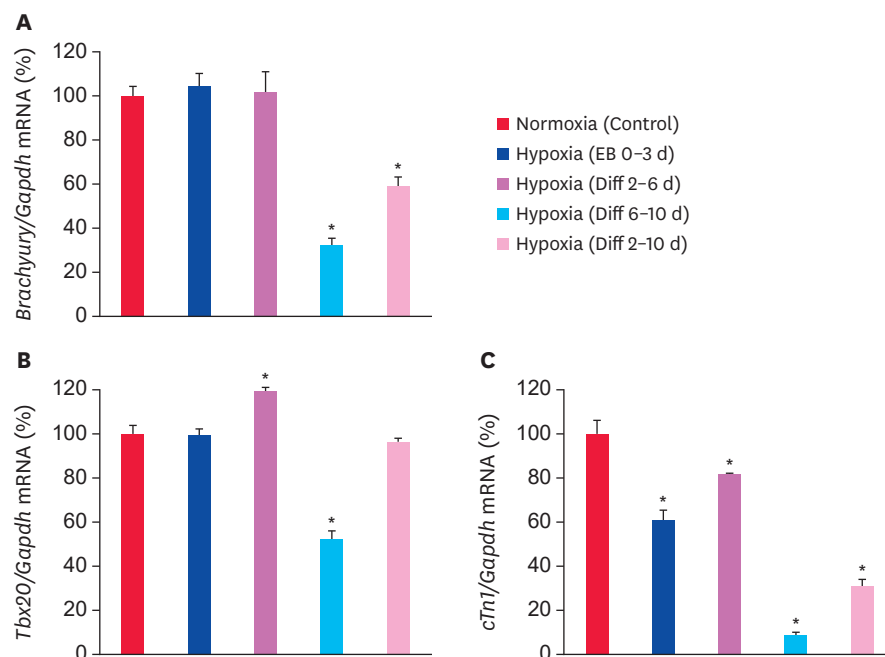 A
Brachyury/Gapdh mRNA (%)
120
100
80
60
40
20
0
*
*
Normoxia (Control)
Hypoxia (EB 0–3 d)
Hypoxia (Diff 2–6 d)
Hypoxia (Diff 6–10 d)
Hypoxia (Diff 2–10 d)
B
Tbx20/Gapdh mRNA (%)
120
100
80
60
40
20
0
*
*
C
cTn1/Gapdh mRNA (%)
120
100
80
60
40
20
0
*
*
*
*